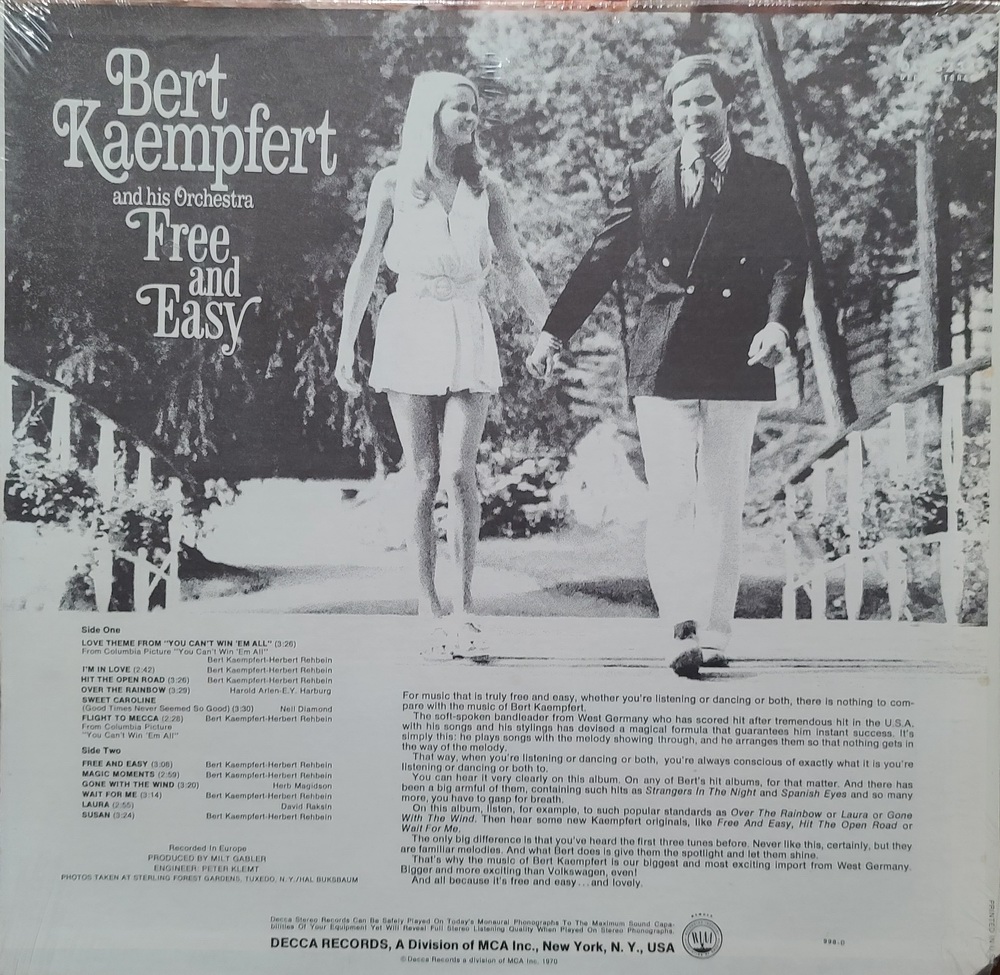 Bert
Kaempfert
and his Orchestra
Free
and
Easy
Side One
LOVE THEME FROM "YOU CAN'T WIN 'EM ALL" (3:26)
From Columbia Picture "You Can't Win 'Em All"
Bert Kaempfert-Herbert Rehbein
I'M IN LOVE (2:42) Bert Kaempfert-Herbert Rehbein
HIT THE OPEN ROAD (3:26) Bert Kaempfert-Herbert Rehbein
OVER THE RAINBOW (3:29) Harold Arlen-E.Y. Harburg
SWEET CAROLINE
(Good Times Never Seemed So Good) (3:30) Neil Diamond
FLIGHT TO MECCA (2:28) Bert Kaempfert-Herbert Rehbein
From Columbia Picture
"You Can't Win 'Em All"
Side Two
FREE AND EASY (3:06) Bert Kaempfert-Herbert Rehbein
MAGIC MOMENTS (2:59) Bert Kaempfert-Herbert Rehbein
GONE WITH THE WIND (3:20) Herb Magidson
WAIT FOR ME (3:14) Bert Kaempfert-Herbert Rehbein
LAURA (2:55) David Raksin
SUSAN (3:24) Bert Kaempfert-Herbert Rehbein
Recorded In Europe
PRODUCED BY MILT GABLER
ENGINEER: PETER KLEMT
PHOTOS TAKEN AT STERLING FOREST GARDENS, TUXEDO, N.Y./HAL BUKSBAUM
For music that is truly free and easy, whether you're listening or dancing or both, there is nothing to com-
pare with the music of Bert Kaempfert.
The soft-spoken bandleader from West Germany who has scored hit after tremendous hit in the U.S.A.
with his songs and his stylings has devised a magical formula that guarantees him instant success. It's
simply this: he plays songs with the melody showing through, and he arranges them so that nothing gets in
the way of the melody.
That way, when you're listening or dancing or both, you're always conscious of exactly what it is you're
listening or dancing or both to.
You can hear it very clearly on this album. On any of Bert's hit albums, for that matter. And there has
been a big armful of them, containing such hits as Strangers In The Night and Spanish Eyes and so many
more, you have to gasp for breath.
On this album, listen, for example, to such popular standards as Over The Rainbow or Laura or Gone
With The Wind. Then hear some new Kaempfert originals, like Free And Easy, Hit The Open Road or
Wait For Me.
The only big difference is that you've heard the first three tunes before. Never like this, certainly, but they
are familiar melodies. And what Bert does is give them the spotlight and let them shine.
That's why the music of Bert Kaempfert is our biggest and most exciting import from West Germany.
Bigger and more exciting than Volkswagen, even!
And all because it's free and easy...and lovely.
Decca Stereo Records Can Be Safely Played On Today's Monaural Phonographs To The Maximum Sound Capa-
bilities Of Your Equipment Yet Will Reveal Full Stereo Listening Quality When Played On Stereo Phonographs.
DECCA RECORDS, A Division of MCA Inc., New York, N. Y., USA
© Decca Records a division of MCA Inc. 1970
PRINTED IN